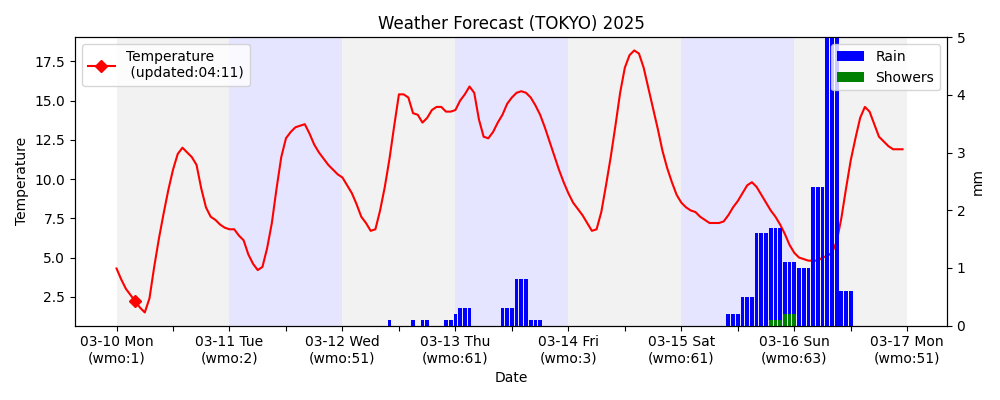 Weather Forecast (TOKYO) 2025
Temperature
(updated:04:11)
Rain
Showers
Temperature
17.5
15.0
12.5
10.0
7.5
5.0
2.5
5
4
3
2
1
0
mm
03-10 Mon
(wmo:1)
03-11 Tue
(wmo:2)
03-12 Wed
(wmo:51)
03-13 Thu
(wmo:61)
03-14 Fri
(wmo:3)
03-15 Sat
(wmo:61)
03-16 Sun
(wmo:63)
03-17 Mon
(wmo:51)
Date